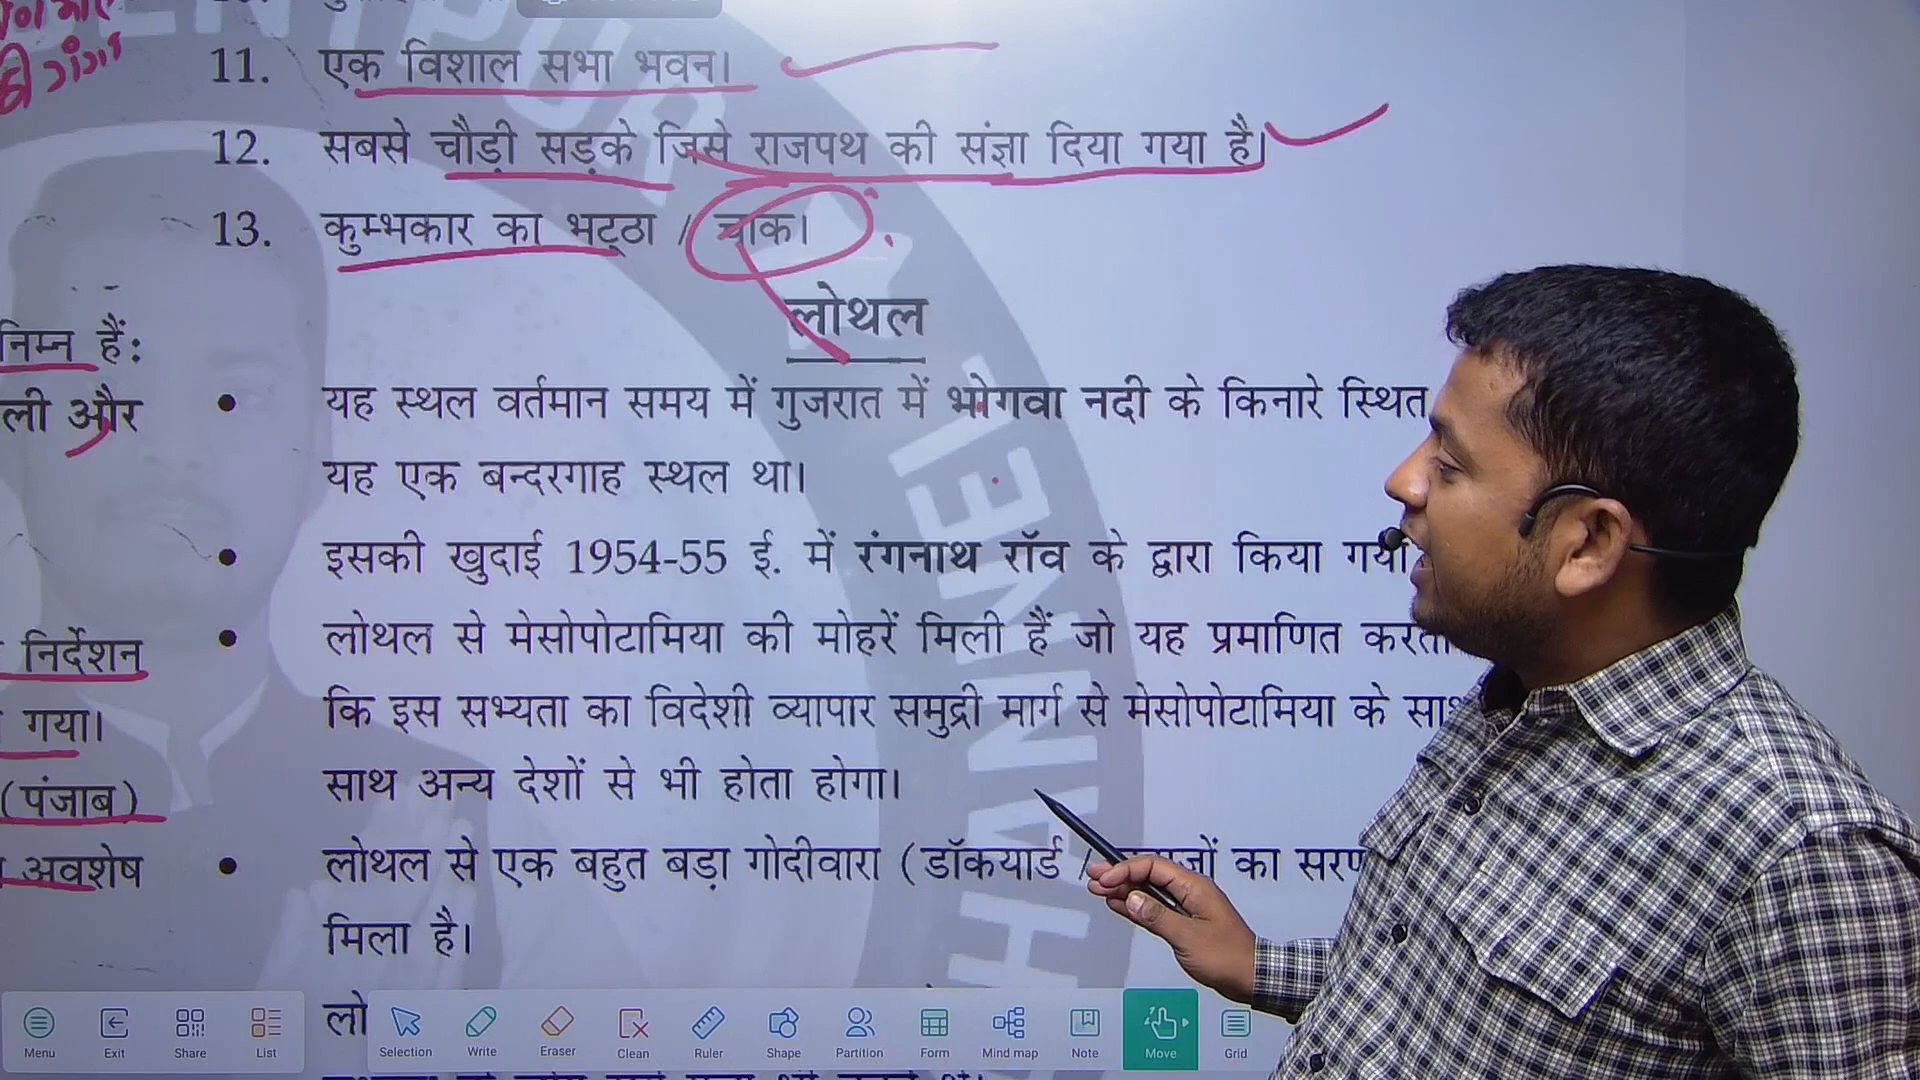 11. एक विशाल सभा भवन।
12. सबसे चौड़ी सड़के जिसे राजपथ की संज्ञा दिया गया है।
13. कुम्भकार का भट्ठा / चाक।
लोथल
निम्न हैं:
ली और
• यह स्थल वर्तमान समय में गुजरात में भोगवा नदी के किनारे स्थित
यह एक बन्दरगाह स्थल था।
• इसकी खुदाई 1954-55 ई. में रंगनाथ रॉव के द्वारा किया गया
निर्देशन
• लोथल से मेसोपोटामिया की मोहरें मिली हैं जो यह प्रमाणित
गया।
कि इस सभ्यता का विदेशी व्यापार समुद्री मार्ग से मेसोपोटामिया के
(पंजाब)
साथ अन्य देशों से भी होता होगा।
अवशेष
• लोथल से एक बहुत बड़ा गोदीवारा (डॉकयार्ड / का
मिला है।
लो
Menu Exit Share List Selection Write Eraser Clean Ruler Shape Partition Form Mind map Note Move Grid